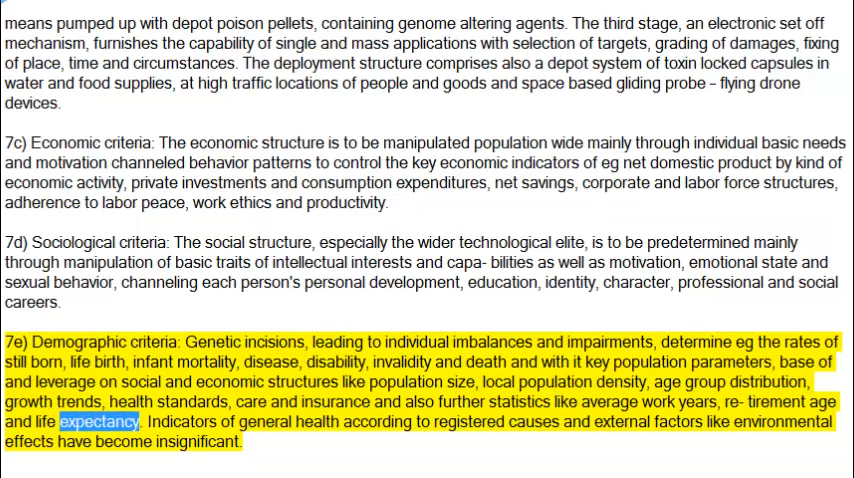 means pumped up with depot poison pellets, containing genome altering agents. The third stage, an electronic set off
mechanism, furnishes the capability of single and mass applications with selection of targets, grading of damages, fixing
of place, time and circumstances. The deployment structure comprises also a depot system of toxin locked capsules in
water and food supplies, at high traffic locations of people and goods and space based gliding probe – flying drone
devices.
7c) Economic criteria: The economic structure is to be manipulated population wide mainly through individual basic needs
and motivation channeled behavior patterns to control the key economic indicators of eg net domestic product by kind of
economic activity, private investments and consumption expenditures, net savings, corporate and labor force structures,
adherence to labor peace, work ethics and productivity.
7d) Sociological criteria: The social structure, especially the wider technological elite, is to be predetermined mainly
through manipulation of basic traits of intellectual interests and capa- bilities as well as motivation, emotional state and
sexual behavior, channeling each person's personal development, education, identity, character, professional and social
careers.
7e) Demographic criteria: Genetic incisions, leading to individual imbalances and impairments, determine eg the rates of
still born, life birth, infant mortality, disease, disability, invalidity and death and with it key population parameters, base of
and leverage on social and economic structures like population size, local population density, age group distribution,
growth trends, health standards, care and insurance and also further statistics like average work years, re- tirement age
and life expectancy. Indicators of general health according to registered causes and external factors like environmental
effects have become insignificant.